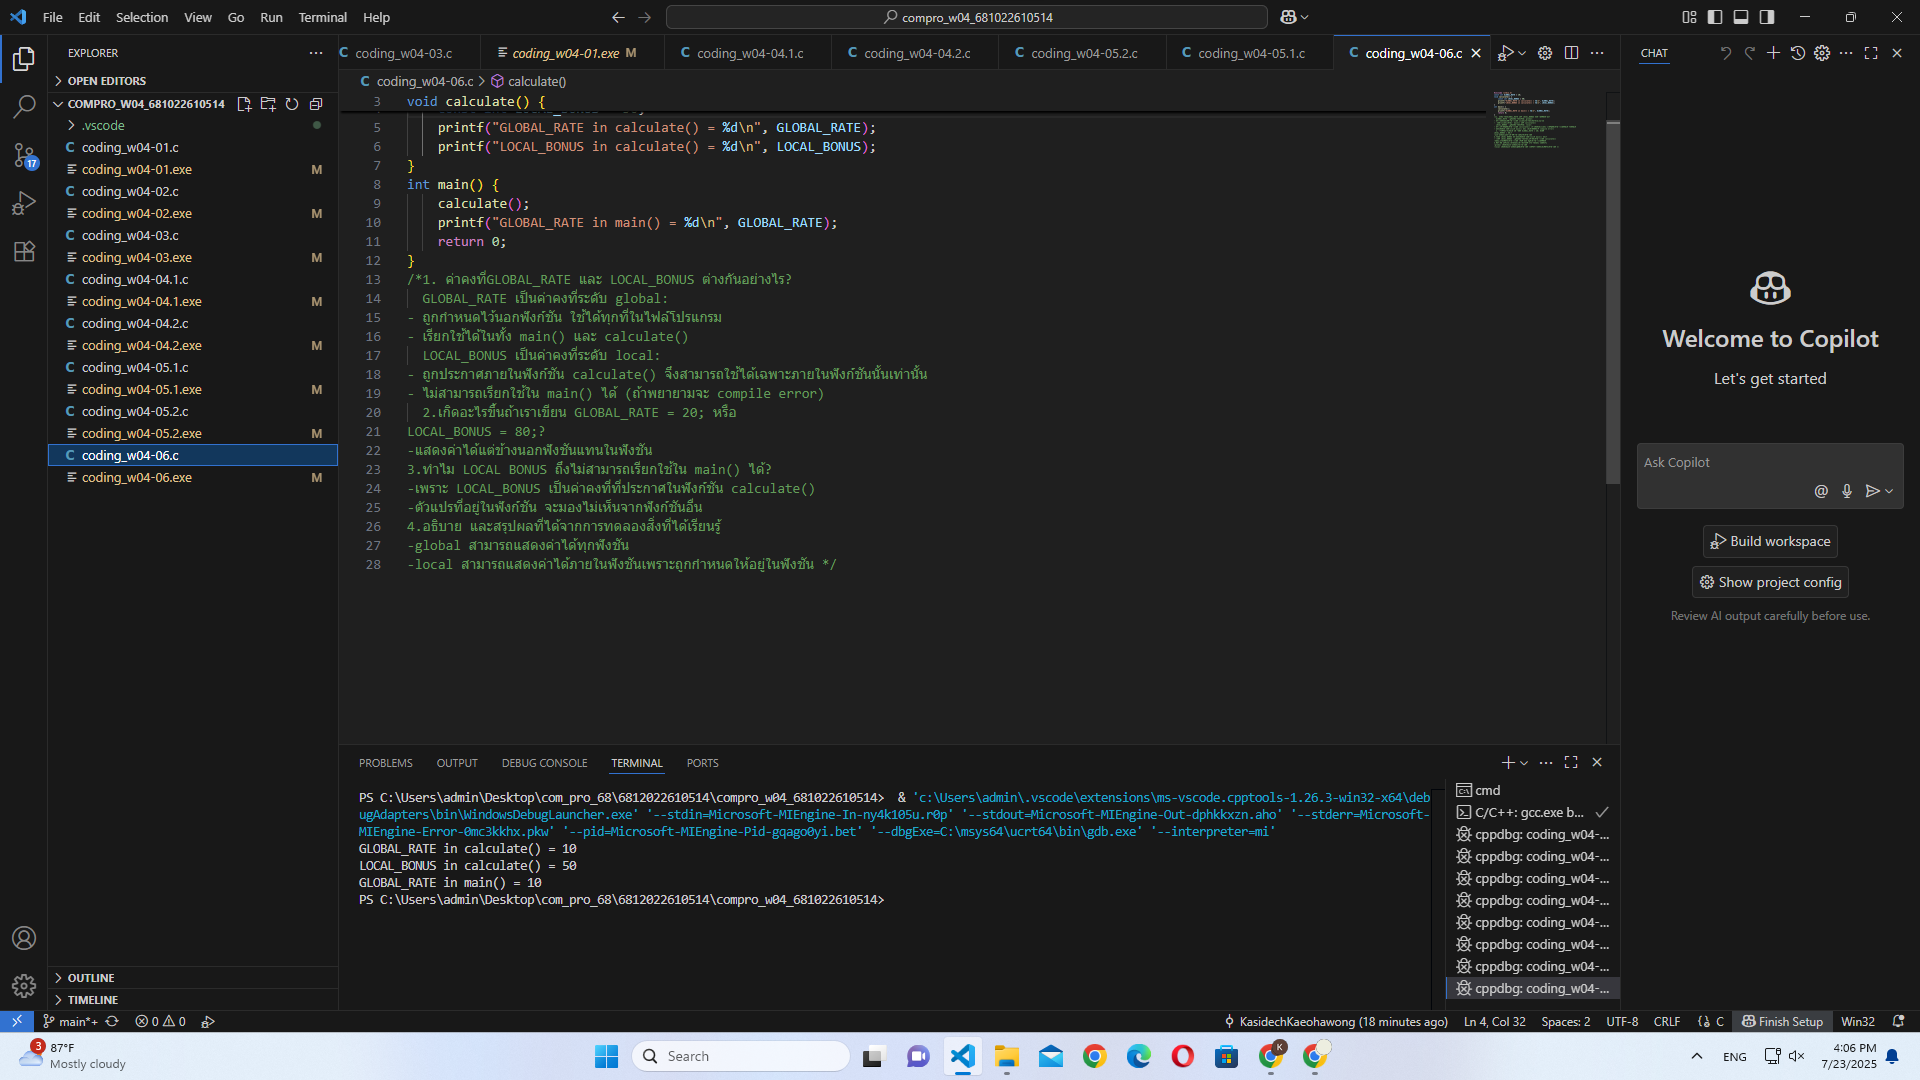 File Edit Selection View Go Run Terminal Help
compro_w04_681022610514
EXPLORER
OPEN EDITORS
COMPRO_W04_681022610514
.vscode
coding_w04-01.c
coding_w04-01.exe M
coding_w04-02.c
coding_w04-02.exe M
coding_w04-03.c
coding_w04-03.exe M
coding_w04-04.1.c
coding_w04-04.1.exe M
coding_w04-04.2.c
coding_w04-04.2.exe M
coding_w04-05.1.c
coding_w04-05.1.exe M
coding_w04-05.2.c
coding_w04-05.2.exe M
coding_w04-06.c
coding_w04-06.exe M
17
OUTLINE
TIMELINE
coding_w04-03.c coding_w04-01.exe M coding_w04-04.1.c coding_w04-04.2.c coding_w04-05.2.c coding_w04-05.1.c coding_w04-06.c
coding_w04-06.c > calculate()
3 void calculate() {
5 printf("GLOBAL_RATE in calculate() = %d\n", GLOBAL_RATE);
6 printf("LOCAL_BONUS in calculate() = %d\n", LOCAL_BONUS);
7 }
8 int main() {
9 calculate();
10 printf("GLOBAL_RATE in main() = %d\n", GLOBAL_RATE);
11 return 0;
12 }
13 /*1. ค่าคงที่GLOBAL_RATE และ LOCAL_BONUS ต่างกันอย่างไร?
14 GLOBAL_RATE เป็นค่าคงที่ระดับ global:
15 - ถูกกำหนดไว้นอกฟังก์ชัน ใช้ได้ทุกที่ในไฟล์โปรแกรม
16 - เรียกใช้ได้ในทั้ง main() และ calculate()
17 LOCAL_BONUS เป็นค่าคงที่ระดับ local:
18 - ถูกประกาศภายในฟังก์ชัน calculate() จึงสามารถใช้ได้เฉพาะภายในฟังก์ชันนั้นเท่านั้น
19 - ไม่สามารถเรียกใช้ใน main() ได้ (ถ้าพยายามจะ compile error)
20 2.เกิดอะไรขึ้นถ้าเราเขียน GLOBAL_RATE = 20; หรือ
21 LOCAL_BONUS = 80;?
22 -แสดงค่าได้แต่ข้างนอกฟังชันแทนในฟังชัน
23 3.ทำไม LOCAL BONUS ถึงไม่สามารถเรียกใช้ใน main() ได้?
24 -เพราะ LOCAL_BONUS เป็นค่าคงที่ที่ประกาศในฟังก์ชัน calculate()
25 -ตัวแปรที่อยู่ในฟังก์ชัน จะมองไม่เห็นจากฟังก์ชันอื่น
26 4.อธิบาย และสรุปผลที่ได้จากการทดลองสิ่งที่ได้เรียนรู้
27 -global สามารถแสดงค่าได้ทุกฟังชัน
28 -local สามารถแสดงค่าได้ภายในฟังชันเพราะถูกกำหนดให้อยู่ในฟังชัน */
PROBLEMS OUTPUT DEBUG CONSOLE TERMINAL PORTS
PS C:\Users\admin\Desktop\com_pro_68\6812022610514\compro_w04_681022610514> & 'c:\Users\admin\.vscode\extensions\ms-vscode.cpptools-1.26.3-win32-x64\deb
ugAdapters\bin\WindowsDebugLauncher.exe' '--stdin=Microsoft-MIEngine-In-ny4k105u.r0p' '--stdout=Microsoft-MIEngine-Out-dphkkxzn.aho' '--stderr=Microsoft-
MIEngine-Error-0mc3kkhx.pkw' '--pid=Microsoft-MIEngine-Pid-gqago0yi.bet' '--dbgExe=C:\msys64\ucrt64\bin\gdb.exe' '--interpreter=mi'
GLOBAL_RATE in calculate() = 10
LOCAL_BONUS in calculate() = 50
GLOBAL_RATE in main() = 10
PS C:\Users\admin\Desktop\com_pro_68\6812022610514\compro_w04_681022610514>
cmd
C/C++: gcc.exe b...
cppdbg: coding_w04-...
cppdbg: coding_w04-...
cppdbg: coding_w04-...
cppdbg: coding_w04-...
cppdbg: coding_w04-...
cppdbg: coding_w04-...
cppdbg: coding_w04-...
cppdbg: coding_w04-...
CHAT
Welcome to Copilot
Let's get started
Ask Copilot
Build workspace
Show project config
Review AI output carefully before use.
main*+ 0 0 KasidechKaeohawong (18 minutes ago) Ln 4, Col 32 Spaces: 2 UTF-8 CRLF {} C Finish Setup Win32
3
87°F
Mostly cloudy
Search
K
ENG
4:06 PM
7/23/2025